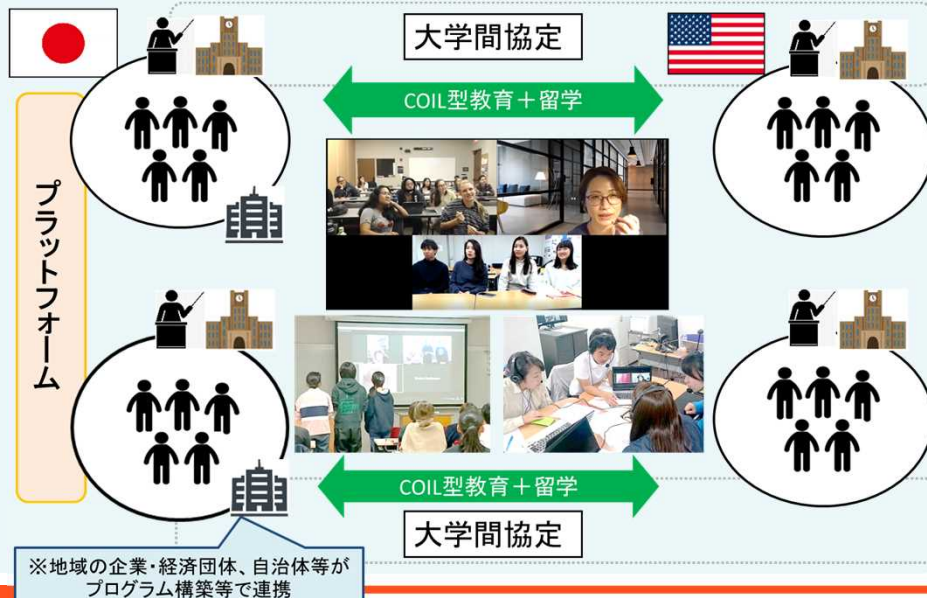 大学間協定
COIL型教育+留学
プラットフォーム
COIL型教育+留学
大学間協定
※地域の企業・経済団体、自治体等が
プログラム構築等で連携